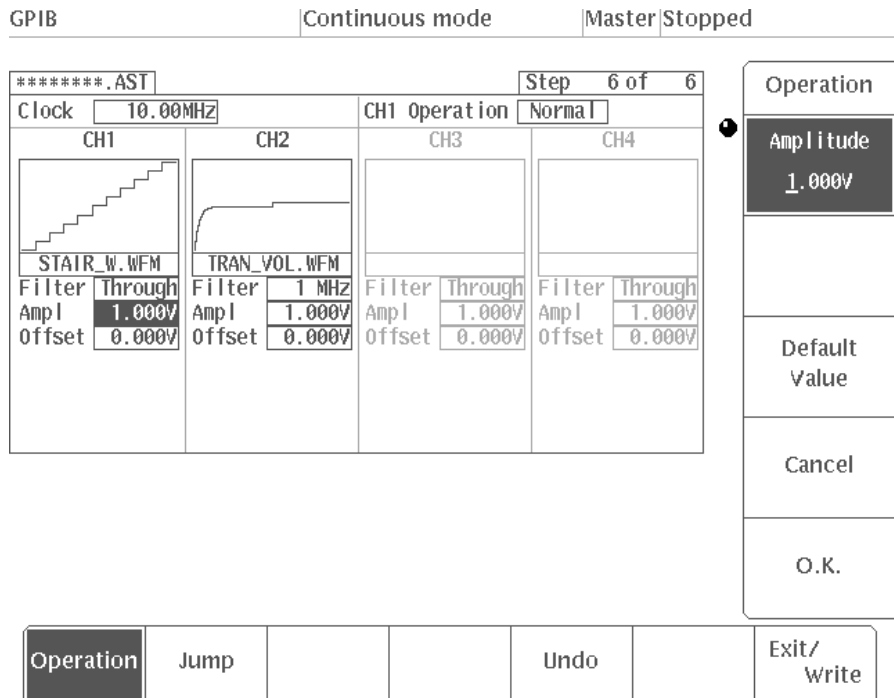 GPIB Continuous mode Master Stopped
********.AST Step 6 of 6
Clock 10.00MHz CH1 Operation Normal
CH1 CH2 CH3 CH4
STAIR_W.WFM TRAN_VOL.WFM
Filter Through Filter 1 MHz Filter Through Filter Through
Ampl 1.000V Ampl 1.000V Ampl 1.000V Ampl 1.000V
Offset 0.000V Offset 0.000V Offset 0.000V Offset 0.000V
Operation
Amplitude
1.000V
Default
Value
Cancel
O.K.
Operation Jump Undo Exit/
Write